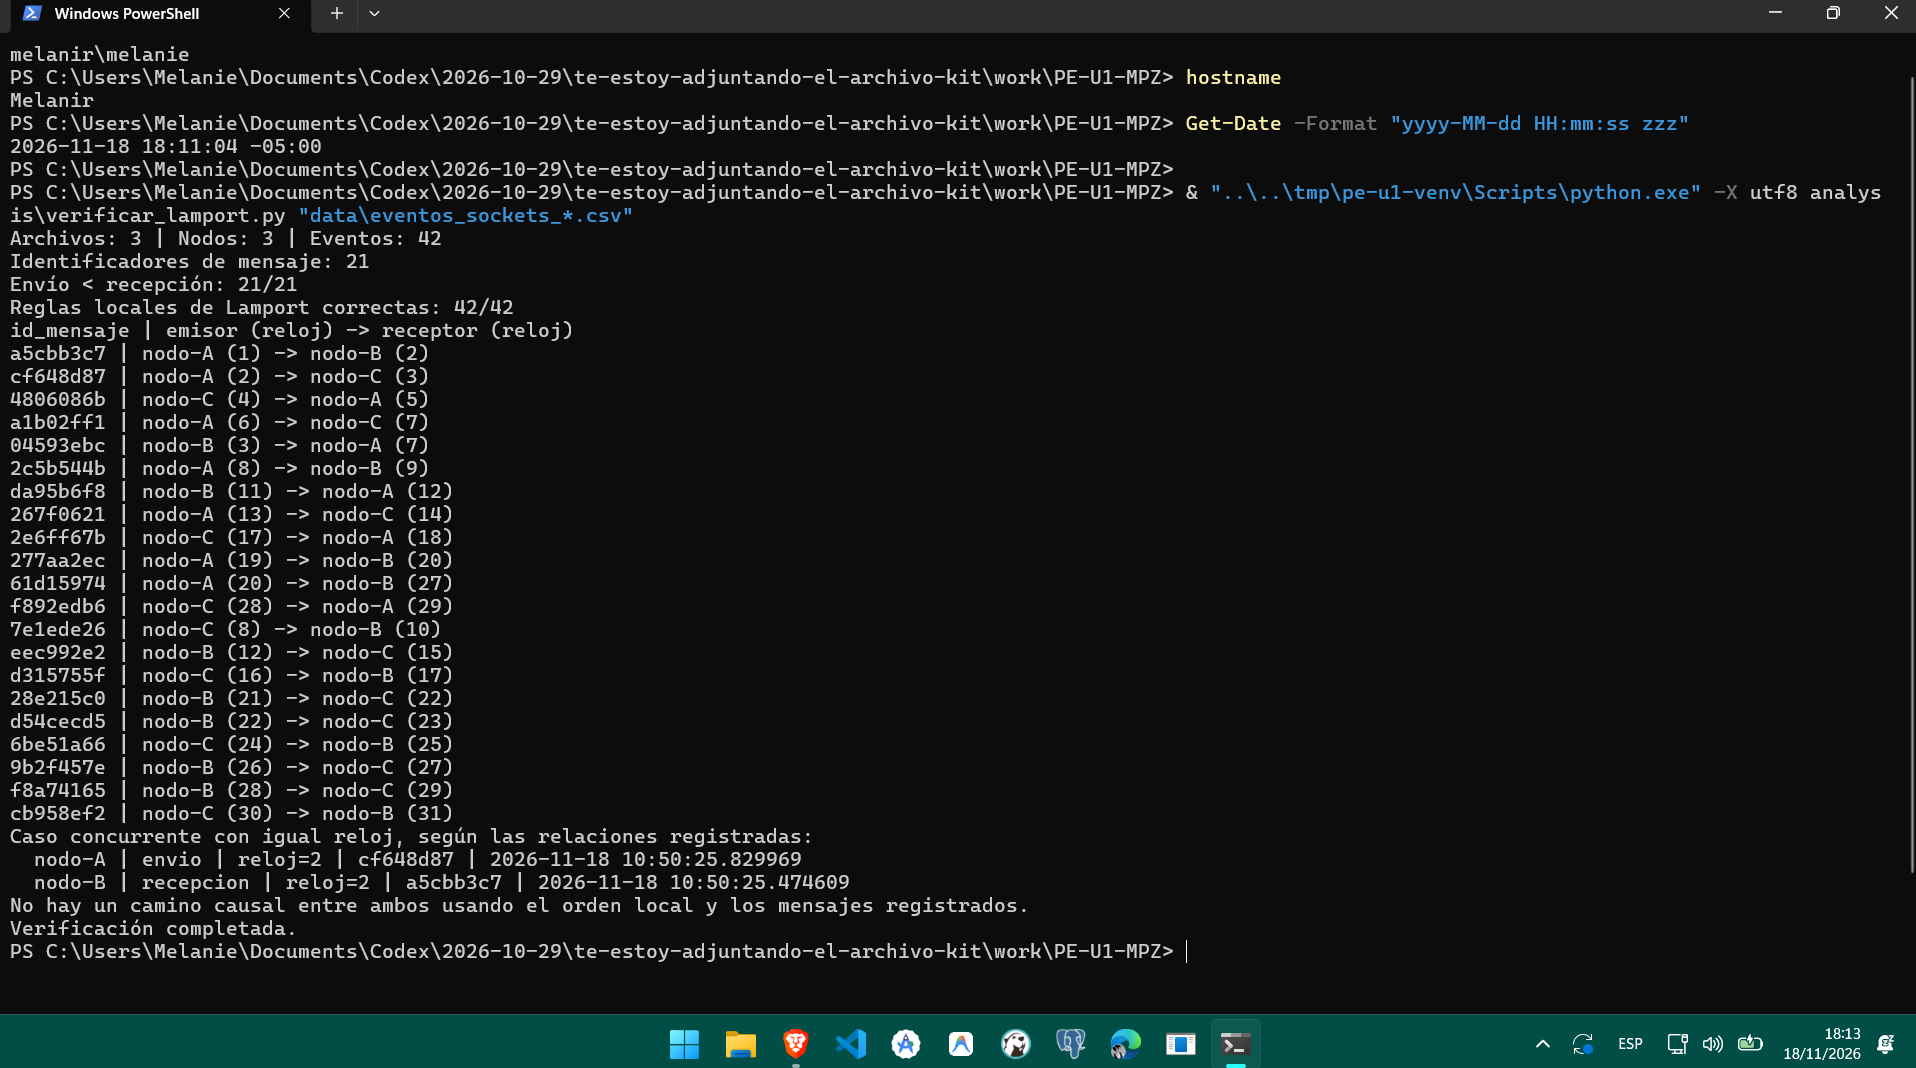 Windows PowerShell
melanir\melanie
PS C:\Users\Melanie\Documents\Codex\2026-10-29\te-estoy-adjuntando-el-archivo-kit\work\PE-U1-MPZ> hostname
Melanir
PS C:\Users\Melanie\Documents\Codex\2026-10-29\te-estoy-adjuntando-el-archivo-kit\work\PE-U1-MPZ> Get-Date -Format "yyyy-MM-dd HH:mm:ss zzz"
2026-11-18 18:11:04 -05:00
PS C:\Users\Melanie\Documents\Codex\2026-10-29\te-estoy-adjuntando-el-archivo-kit\work\PE-U1-MPZ>
PS C:\Users\Melanie\Documents\Codex\2026-10-29\te-estoy-adjuntando-el-archivo-kit\work\PE-U1-MPZ> & "..\..\tmp\pe-u1-venv\Scripts\python.exe" -X utf8 analys
is\verificar_lamport.py "data\eventos_sockets_*.csv"
Archivos: 3 | Nodos: 3 | Eventos: 42
Identificadores de mensaje: 21
Envío < recepción: 21/21
Reglas locales de Lamport correctas: 42/42
id_mensaje | emisor (reloj) -> receptor (reloj)
a5cbb3c7 | nodo-A (1) -> nodo-B (2)
cf648d87 | nodo-A (2) -> nodo-C (3)
4806086b | nodo-C (4) -> nodo-A (5)
a1b02ff1 | nodo-A (6) -> nodo-C (7)
04593ebc | nodo-B (3) -> nodo-A (7)
2c5b544b | nodo-A (8) -> nodo-B (9)
da95b6f8 | nodo-B (11) -> nodo-A (12)
267f0621 | nodo-A (13) -> nodo-C (14)
2e6ff67b | nodo-C (17) -> nodo-A (18)
277aa2ec | nodo-A (19) -> nodo-B (20)
61d15974 | nodo-A (20) -> nodo-B (27)
f892edb6 | nodo-C (28) -> nodo-A (29)
7e1ede26 | nodo-C (8) -> nodo-B (10)
eec992e2 | nodo-B (12) -> nodo-C (15)
d315755f | nodo-C (16) -> nodo-B (17)
28e215c0 | nodo-B (21) -> nodo-C (22)
d54cecd5 | nodo-B (22) -> nodo-C (23)
6be51a66 | nodo-C (24) -> nodo-B (25)
9b2f457e | nodo-B (26) -> nodo-C (27)
f8a74165 | nodo-B (28) -> nodo-C (29)
cb958ef2 | nodo-C (30) -> nodo-B (31)
Caso concurrente con igual reloj, según las relaciones registradas:
nodo-A | envio | reloj=2 | cf648d87 | 2026-11-18 10:50:25.829969
nodo-B | recepcion | reloj=2 | a5cbb3c7 | 2026-11-18 10:50:25.474609
No hay un camino causal entre ambos usando el orden local y los mensajes registrados.
Verificación completada.
PS C:\Users\Melanie\Documents\Codex\2026-10-29\te-estoy-adjuntando-el-archivo-kit\work\PE-U1-MPZ>
ESP
18:13
18/11/2026